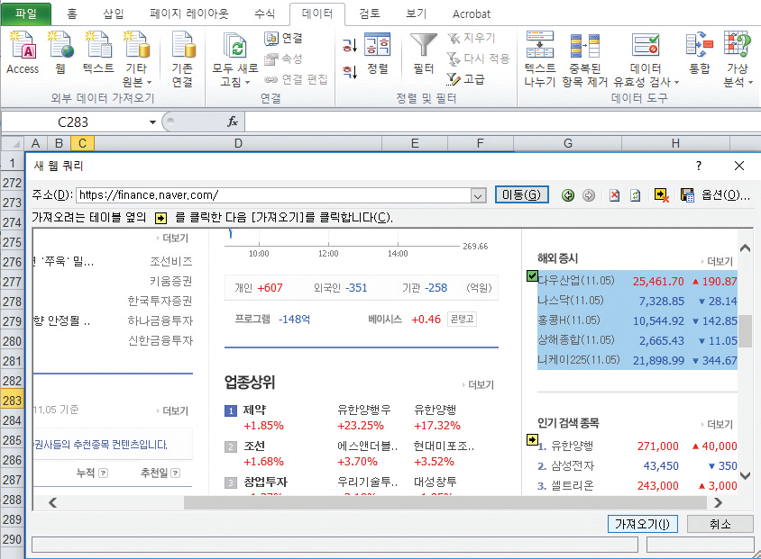 파일 홈 삽입 페이지 레이아웃 수식 데이터 검토 보기 Acrobat
Access 웹 텍스트 기타 원본 기존 연결
외부 데이터 가져오기
모두 새로 고침 연결 속성 연결 편집
연결
정렬 필터 지우기 다시 적용 고급
정렬 및 필터
텍스트 나누기 중복된 항목 제거 데이터 유효성 검사 통합 가상 분석
데이터 도구
C283 fx
A B C D E F G H
1
272
273
274
275
276
277
278
279
280
281
282
283
284
285
286
287
288
289
290
새 웹 쿼리 ?
주소(D): https://finance.naver.com/ 이동(G) 옵션(O)...
가져오려는 테이블 옆의 를 클릭한 다음 [가져오기]를 클릭합니다(C).
더보기
'쭈욱' 밀... 조선비즈
키움증권
한국투자증권
향 안정될 .. 하나금융투자
신한금융투자
11.05 기준 더보기
권사들의 추천종목 컨텐츠입니다.
누적 ? 추천일 ?
269.66
10:00 12:00 14:00
개인 +607 외국인 -351 기관 -258 (억원)
프로그램 -148억 베이시스 +0.46 콘탱고
업종상위 더보기
1 제약 유한양행우 유한양행
+1.85% +23.25% +17.32%
2 조선 에스앤더블.. 현대미포조..
+1.68% +3.70% +3.52%
3 창업투자 우리기술투.. 대성창투
해외 증시 더보기
다우산업(11.05) 25,461.70 ▲ 190.87
나스닥(11.05) 7,328.85 ▼ 28.14
홍콩H(11.05) 10,544.92 ▼ 142.85
상해종합(11.05) 2,665.43 ▼ 11.05
니케이225(11.05) 21,898.99 ▼ 344.67
인기 검색 종목 더보기
1. 유한양행 271,000 ▲ 40,000
2. 삼성전자 43,450 ▼ 350
3. 셀트리온 243,000 ▲ 3,000
가져오기(I) 취소